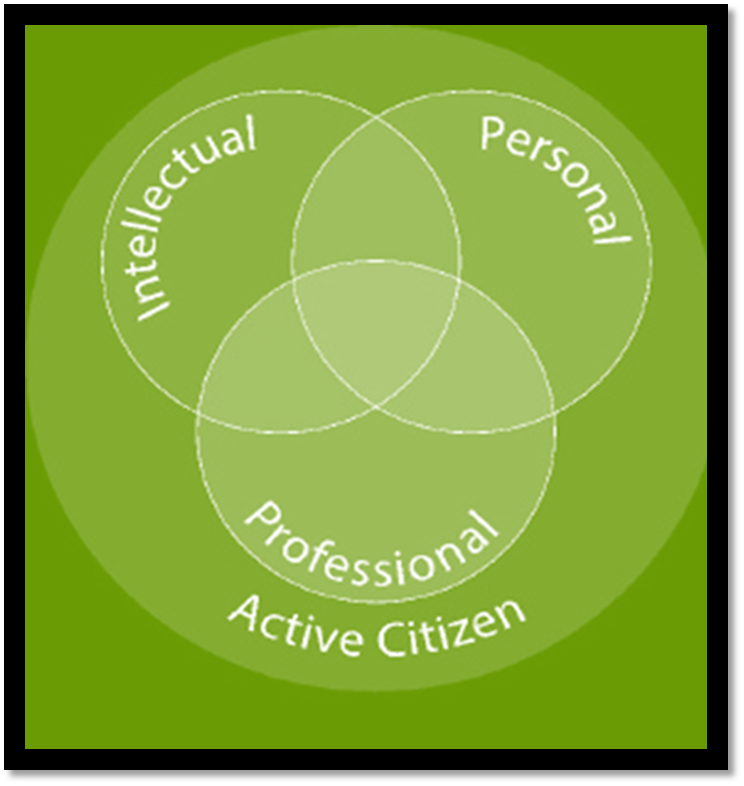 Intellectual
Personal
Professional
Active Citizen